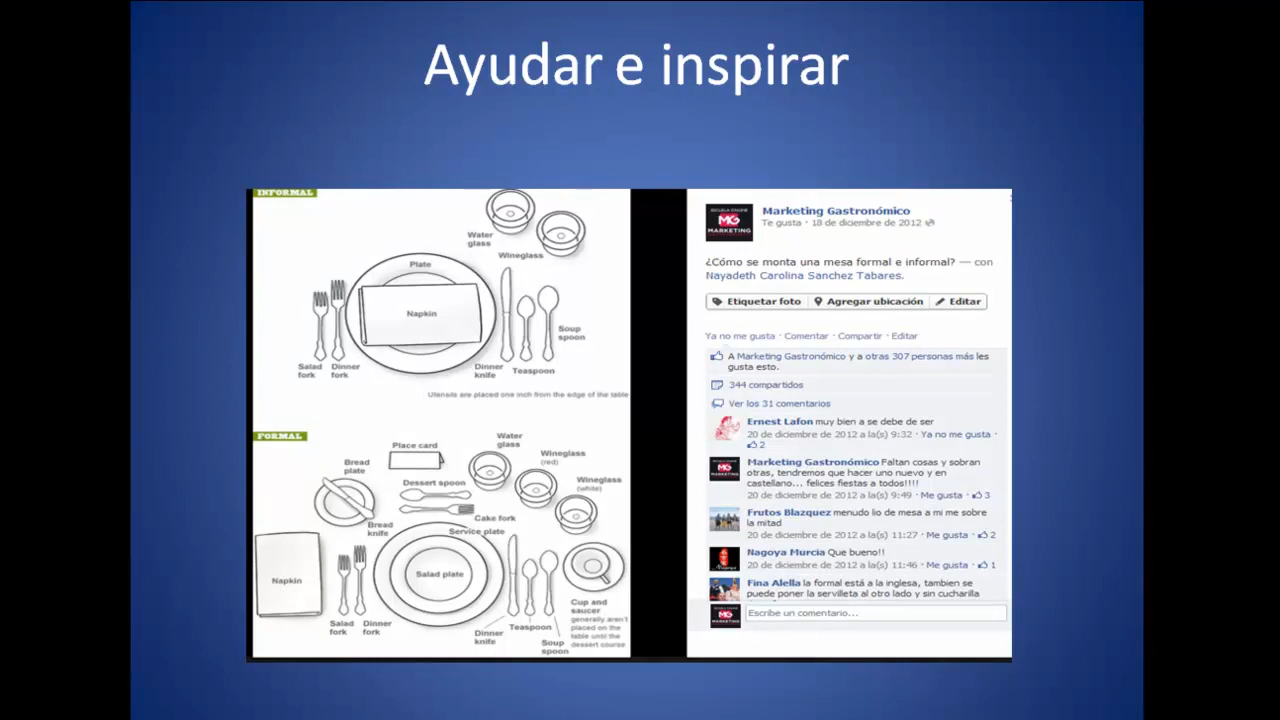 Ayudar e inspirar
INFORMAL
Water
glass
Wineglass
Plate
Napkin
Soup
spoon
Salad
fork
Dinner
fork
Dinner
knife
Teaspoon
Utensils are placed one inch from the edge of the table
FORMAL
Place card
Water
glass
Bread
plate
Wineglass
(red)
Wineglass
(white)
Dessert spoon
Cake fork
Bread
knife
Service plate
Napkin
Salad plate
Salad
fork
Dinner
fork
Dinner
knife
Teaspoon
Soup
spoon
Cup and
saucer
generally aren't
placed on the
table until the
dessert course
ESCUELA ONLINE
MG
MARKETING
Marketing Gastronómico
Te gusta · 18 de diciembre de 2012
¿Cómo se monta una mesa formal e informal? — con
Nayadeth Carolina Sanchez Tabares.
Etiquetar foto
Agregar ubicación
Editar
Ya no me gusta · Comentar · Compartir · Editar
A Marketing Gastronómico y a otras 307 personas más les
gusta esto.
344 compartidos
Ver los 31 comentarios
Ernest Lafon muy bien a se debe de ser
20 de diciembre de 2012 a la(s) 9:32 · Ya no me gusta ·
2
MG
MARKETING
Marketing Gastronómico Faltan cosas y sobran
otras, tendremos que hacer uno nuevo y en
castellano... felices fiestas a todos!!!!
20 de diciembre de 2012 a la(s) 9:49 · Me gusta · 3
Frutos Blazquez menudo lio de mesa a mi me sobre
la mitad
20 de diciembre de 2012 a la(s) 11:27 · Me gusta · 2
Nagoya Murcia Que bueno!!
20 de diciembre de 2012 a la(s) 11:46 · Me gusta · 1
Fina Alella la formal está a la inglesa, tambien se
puede poner la servilleta al otro lado y sin cucharilla
MG
MARKETING
Escribe un comentario...